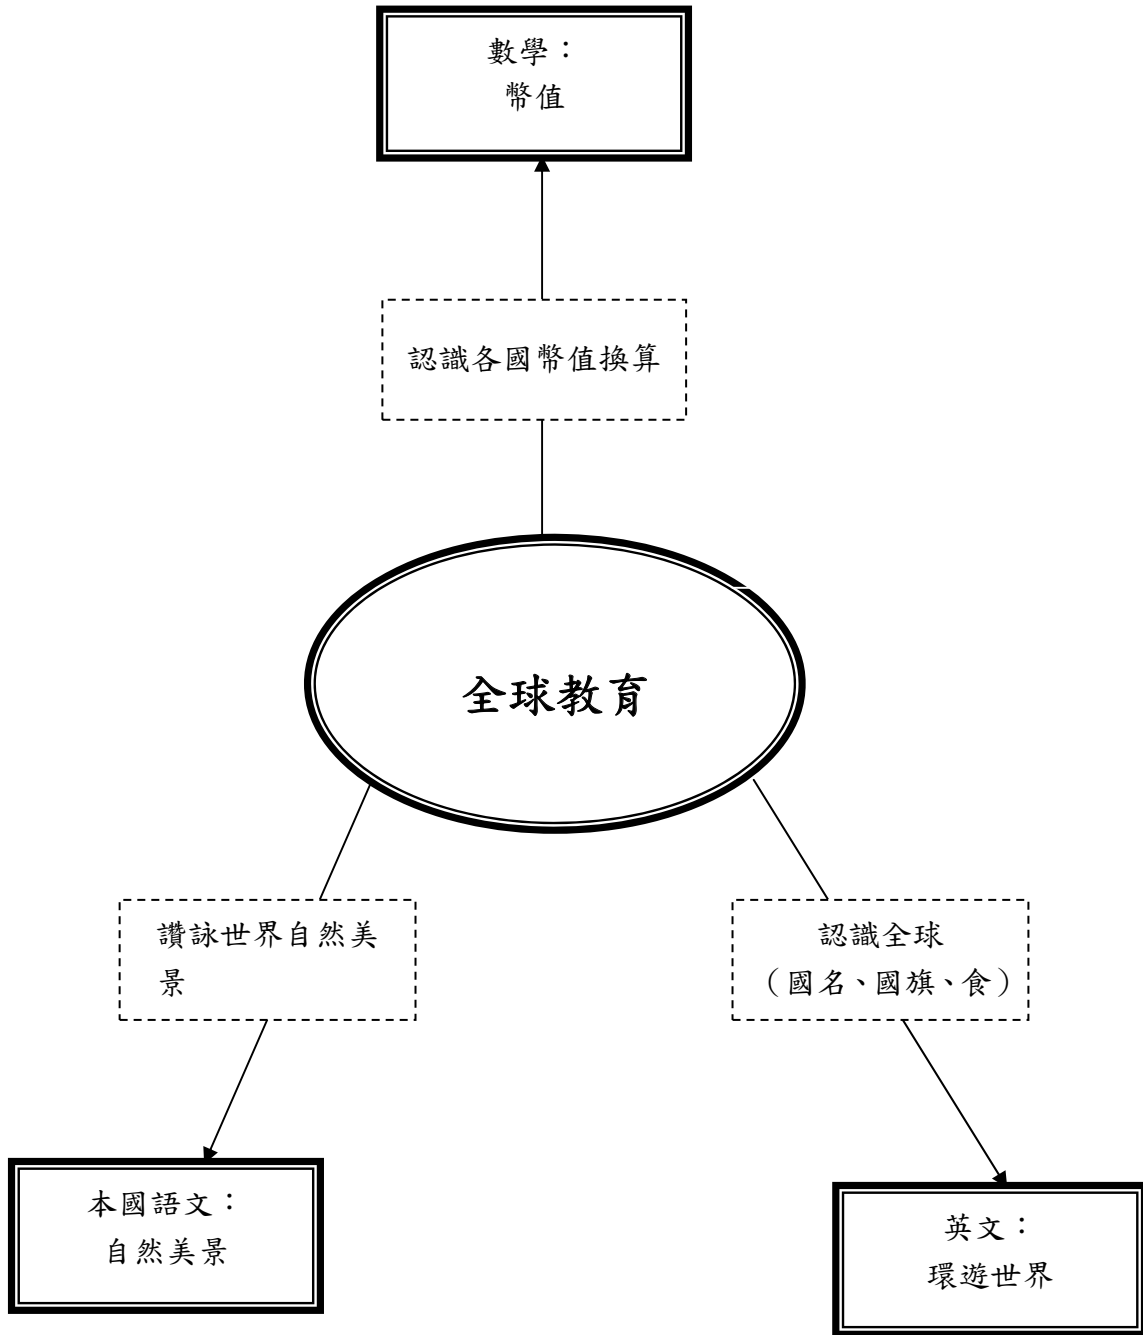 數學：
幣值
認識各國幣值換算
全球教育
讚詠世界自然美
景
認識全球
（國名、國旗、食）
本國語文：
自然美景
英文：
環遊世界